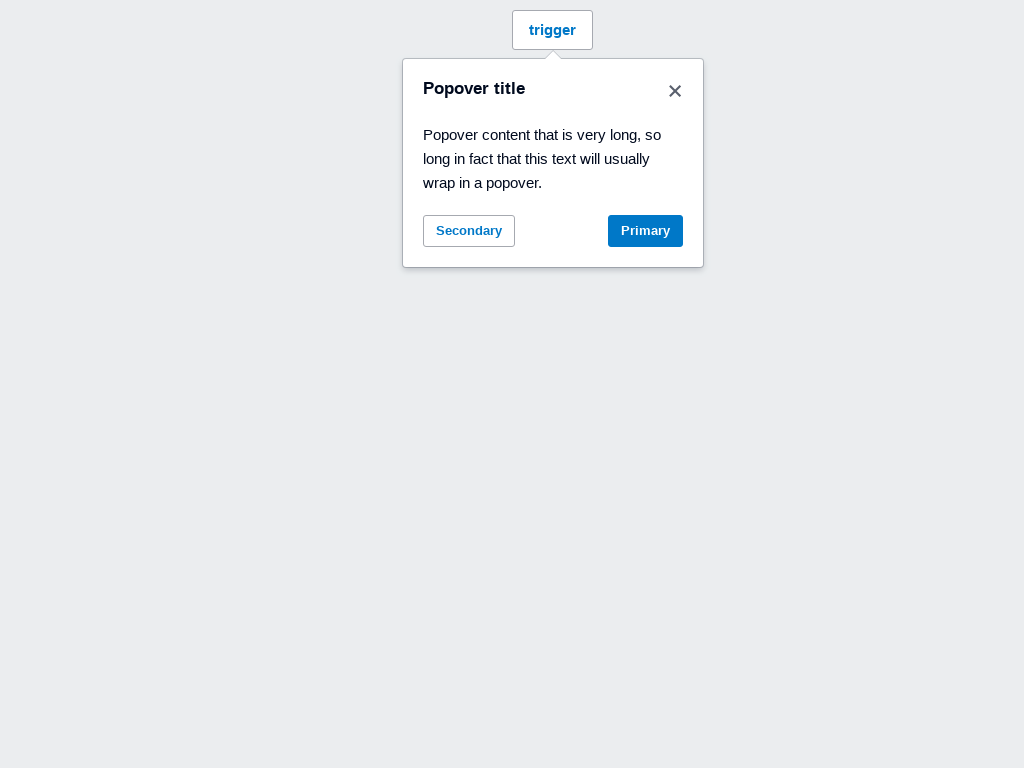 trigger
Popover title
Popover content that is very long, so
long in fact that this text will usually
wrap in a popover.
Secondary
Primary